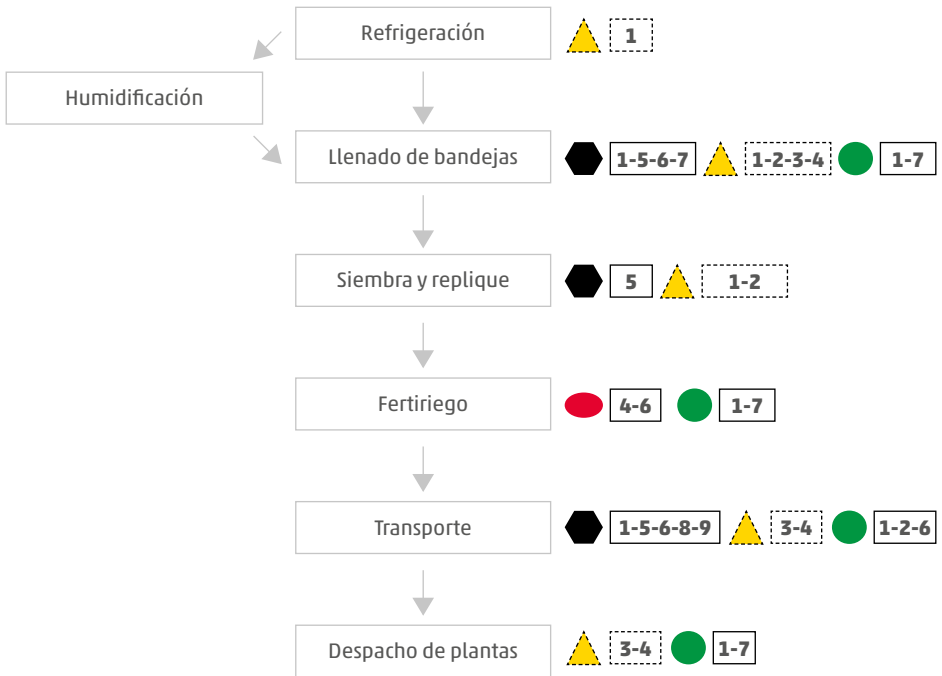 Refrigeración
1
Humidificación
Llenado de bandejas
1-5-6-7
1-2-3-4
1-7
Siembra y replique
5
1-2
Fertiriego
4-6
1-7
Transporte
1-5-6-8-9
3-4
1-2-6
Despacho de plantas
3-4
1-7